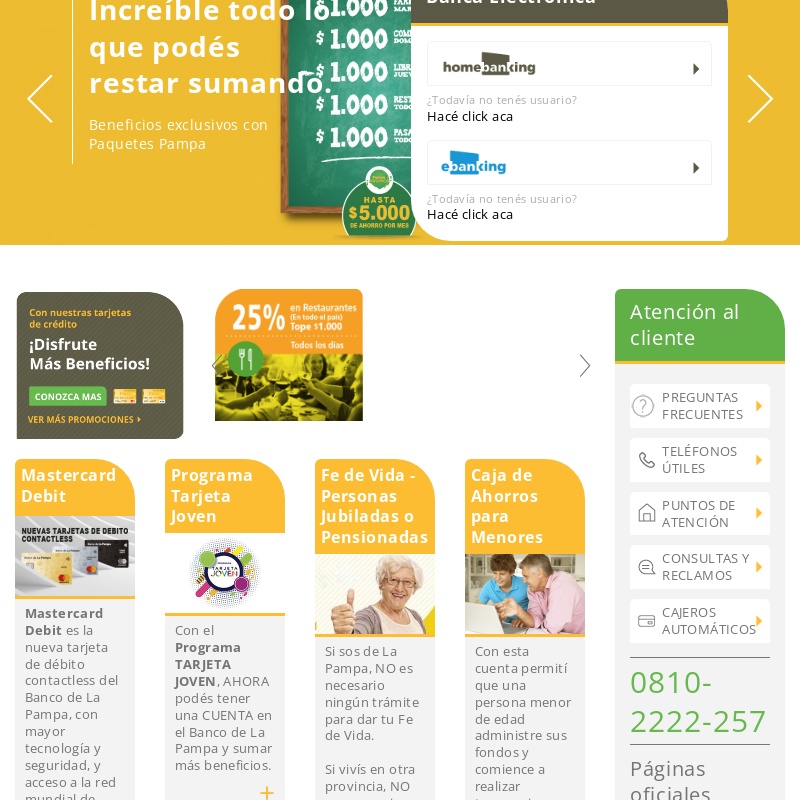 Increíble todo lo
que podés
restar sumando.
Beneficios exclusivos con
Paquetes Pampa
$1.000
$1.000
$1.000
$1.000
$1.000
HASTA
$5.000
DE AHORRO POR MES
Banca Electrónica
homebanking
¿Todavía no tenés usuario?
Hacé click aca
ebanking
¿Todavía no tenés usuario?
Hacé click aca
Con nuestras tarjetas
de crédito
¡Disfrute
Más Beneficios!
CONOZCA MAS
VER MÁS PROMOCIONES
25% en Restaurantes
(En todo el país)
Tope $1.000
Todos los días
Mastercard
Debit
NUEVAS TARJETAS DE DEBITO
CONTACTLESS
Mastercard
Debit es la
nueva tarjeta
de débito
contactless del
Banco de La
Pampa, con
mayor
tecnología y
seguridad, y
acceso a la red
mundial de
Programa
Tarjeta
Joven
TARJETA
JOVEN
Con el
Programa
TARJETA
JOVEN, AHORA
podés tener
una CUENTA en
el Banco de La
Pampa y sumar
más beneficios.
+
Fe de Vida -
Personas
Jubiladas o
Pensionadas
Si sos de La
Pampa, NO es
necesario
ningún trámite
para dar tu Fe
de Vida.
Si vivís en otra
provincia, NO
Caja de
Ahorros
para
Menores
Con esta
cuenta permití
que una
persona menor
de edad
administre sus
fondos y
comience a
realizar
Atención al
cliente
PREGUNTAS
FRECUENTES
TELÉFONOS
ÚTILES
PUNTOS DE
ATENCIÓN
CONSULTAS Y
RECLAMOS
CAJEROS
AUTOMÁTICOS
0810-
2222-257
Páginas
oficiales